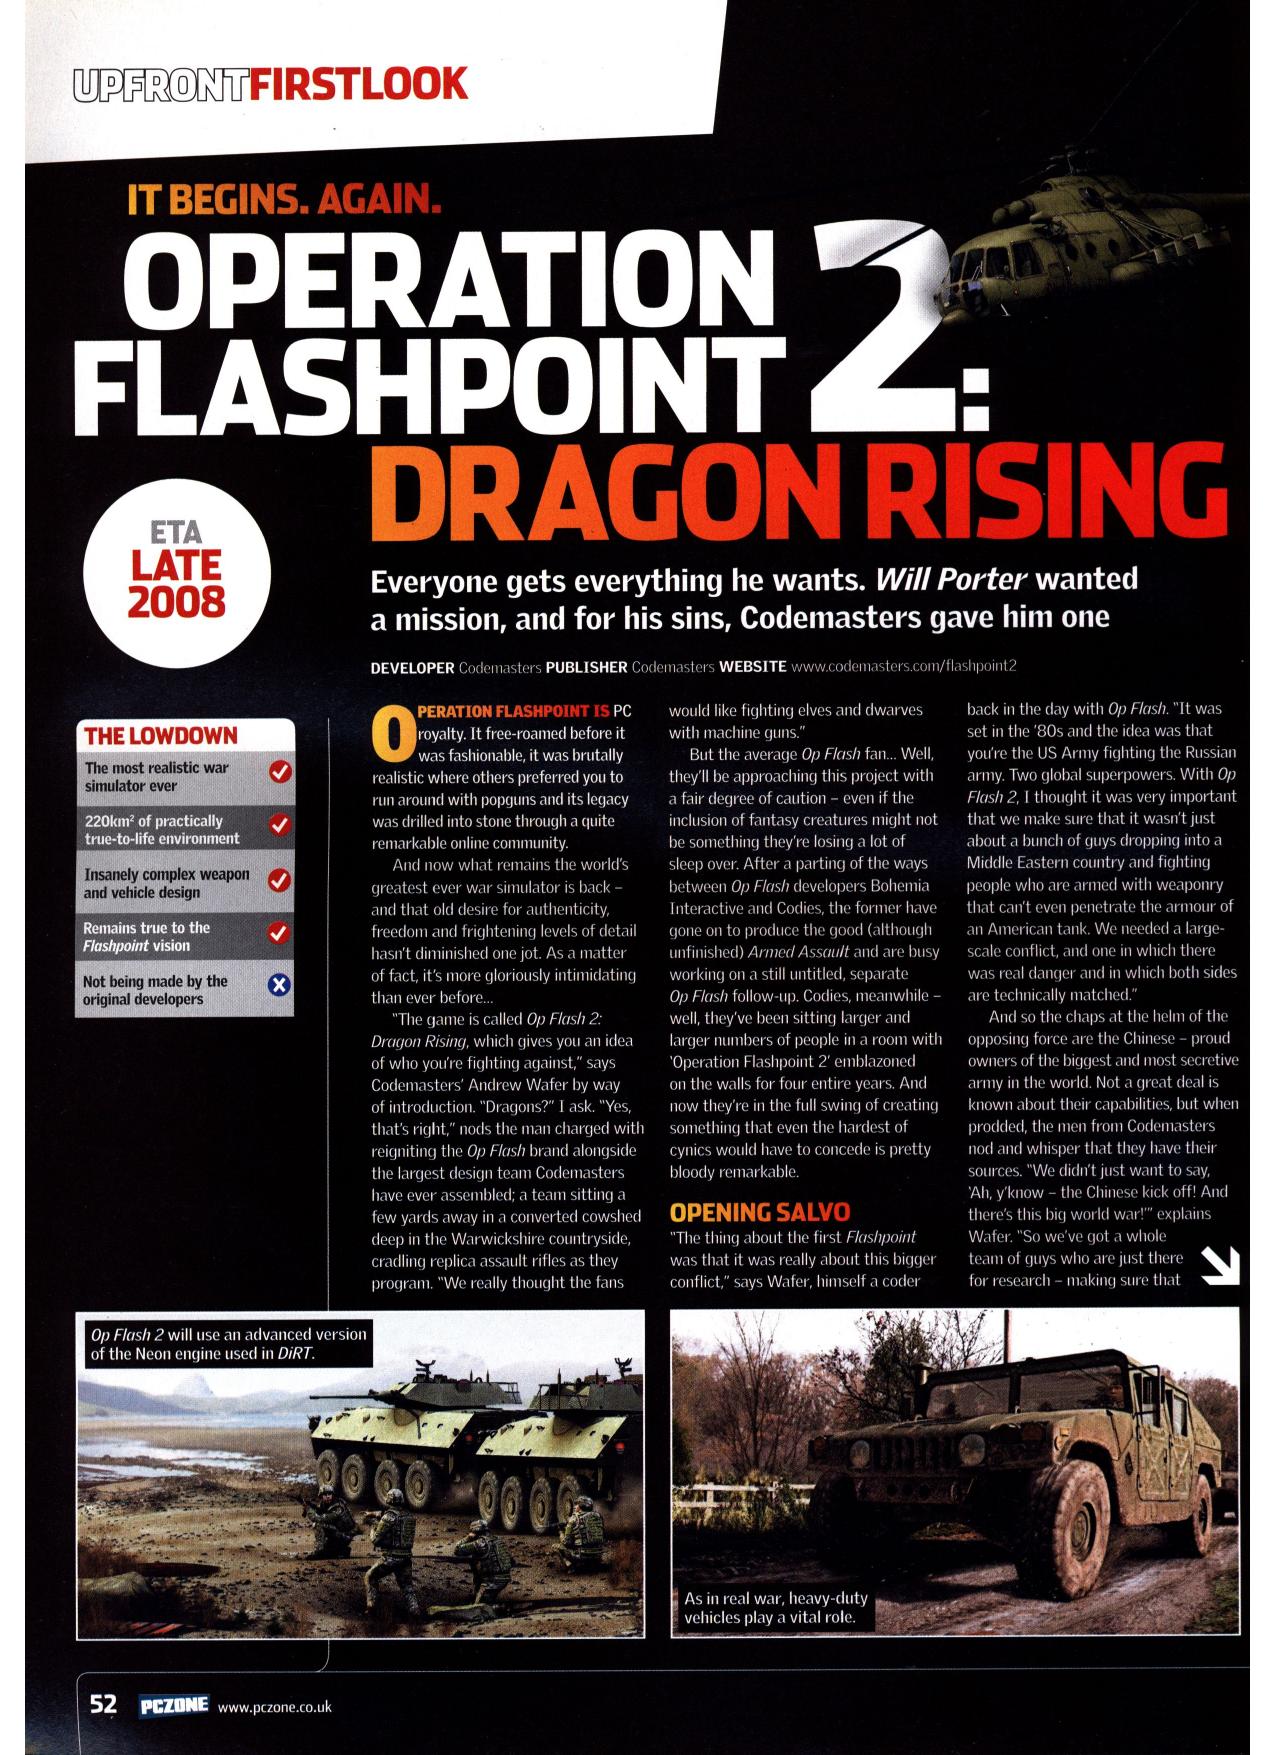 UPFRONTFIRSTLOOK
IT BEGINS. AGAIN.
OPERATION
FLASHPOINT 2:
DRAGON RISING
ETA
LATE
2008
Everyone gets everything he wants. Will Porter wanted
a mission, and for his sins, Codemasters gave him one
DEVELOPER Codemasters PUBLISHER Codemasters WEBSITE www.codemasters.com/flashpoint2
THE LOWDOWN
The most realistic war
simulator ever
220km² of practically
true-to-life environment
Insanely complex weapon
and vehicle design
Remains true to the
Flashpoint vision
Not being made by the
original developers
OPERATION FLASHPOINT IS PC
royalty. It free-roamed before it
was fashionable, it was brutally
realistic where others preferred you to
run around with popguns and its legacy
was drilled into stone through a quite
remarkable online community.
And now what remains the world's
greatest ever war simulator is back –
and that old desire for authenticity,
freedom and frightening levels of detail
hasn't diminished one jot. As a matter
of fact, it's more gloriously intimidating
than ever before...
"The game is called Op Flash 2:
Dragon Rising, which gives you an idea
of who you're fighting against," says
Codemasters' Andrew Wafer by way
of introduction. "Dragons?" I ask. "Yes,
that's right," nods the man charged with
reigniting the Op Flash brand alongside
the largest design team Codemasters
have ever assembled; a team sitting a
few yards away in a converted cowshed
deep in the Warwickshire countryside,
cradling replica assault rifles as they
program. "We really thought the fans
would like fighting elves and dwarves
with machine guns."
But the average Op Flash fan... Well,
they'll be approaching this project with
a fair degree of caution – even if the
inclusion of fantasy creatures might not
be something they're losing a lot of
sleep over. After a parting of the ways
between Op Flash developers Bohemia
Interactive and Codies, the former have
gone on to produce the good (although
unfinished) Armed Assault and are busy
working on a still untitled, separate
Op Flash follow-up. Codies, meanwhile –
well, they've been sitting larger and
larger numbers of people in a room with
'Operation Flashpoint 2' emblazoned
on the walls for four entire years. And
now they're in the full swing of creating
something that even the hardest of
cynics would have to concede is pretty
bloody remarkable.
OPENING SALVO
"The thing about the first Flashpoint
was that it was really about this bigger
conflict," says Wafer, himself a coder
back in the day with Op Flash. "It was
set in the '80s and the idea was that
you're the US Army fighting the Russian
army. Two global superpowers. With Op
Flash 2, I thought it was very important
that we make sure that it wasn't just
about a bunch of guys dropping into a
Middle Eastern country and fighting
people who are armed with weaponry
that can't even penetrate the armour of
an American tank. We needed a large-
scale conflict, and one in which there
was real danger and in which both sides
are technically matched."
And so the chaps at the helm of the
opposing force are the Chinese – proud
owners of the biggest and most secretive
army in the world. Not a great deal is
known about their capabilities, but when
prodded, the men from Codemasters
nod and whisper that they have their
sources. "We didn't just want to say,
'Ah, y'know – the Chinese kick off! And
there's this big world war!'" explains
Wafer. "So we've got a whole
team of guys who are just there
for research – making sure that
Op Flash 2 will use an advanced version
of the Neon engine used in DiRT.
As in real war, heavy-duty
vehicles play a vital role.
52 PCZONE www.pczone.co.uk